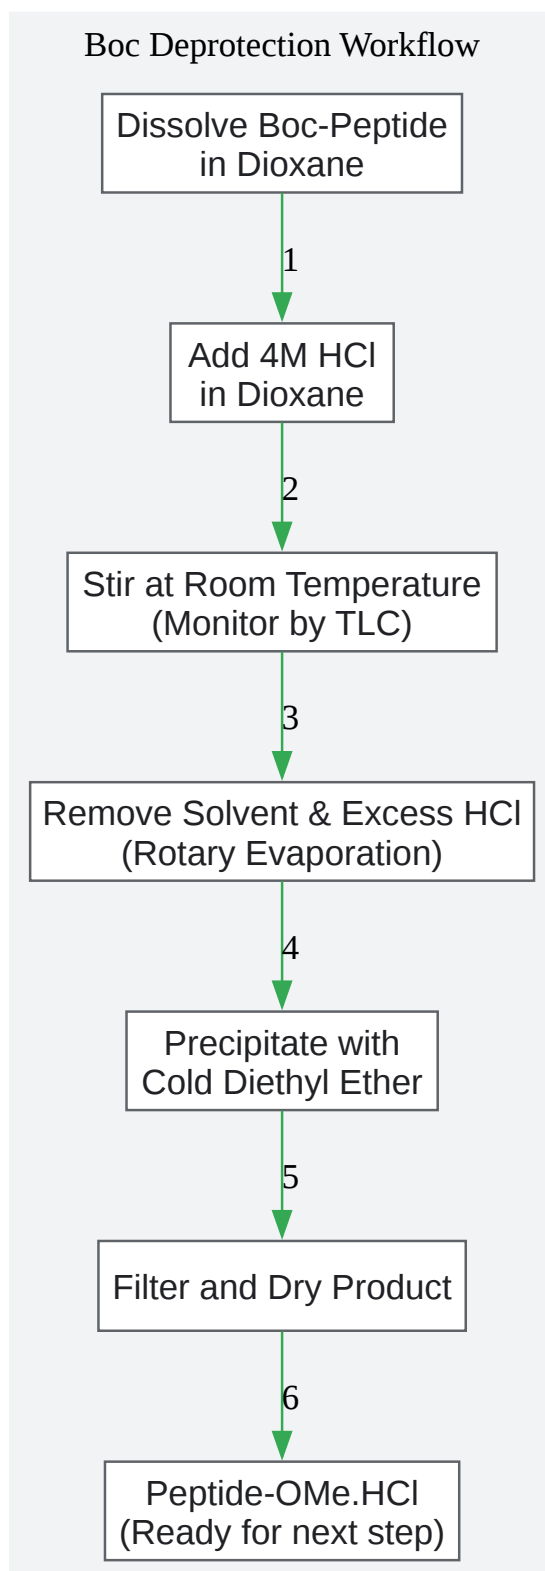 Boc Deprotection Workflow
Dissolve Boc-Peptide
in Dioxane
1
Add 4M HCl
in Dioxane
2
Stir at Room Temperature
(Monitor by TLC)
3
Remove Solvent & Excess HCl
(Rotary Evaporation)
4
Precipitate with
Cold Diethyl Ether
5
Filter and Dry Product
6
Peptide-OMe.HCl
(Ready for next step)